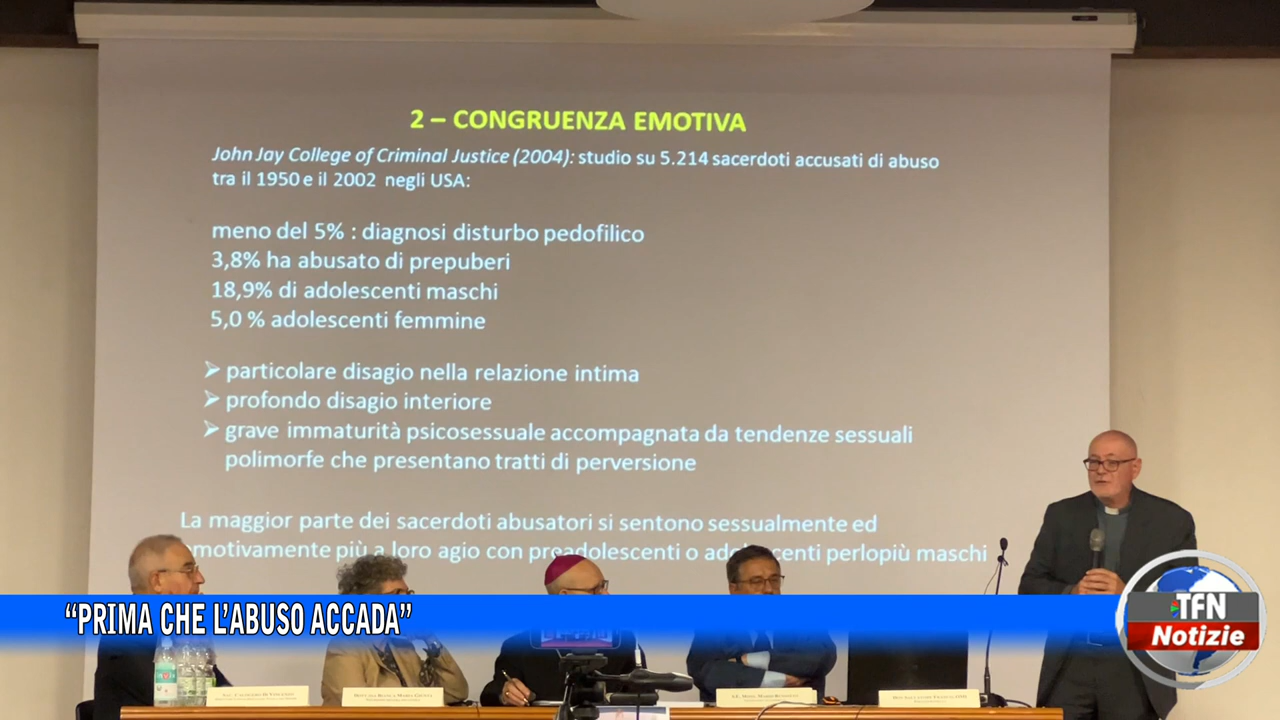 2 – CONGRUENZA EMOTIVA
John Jay College of Criminal Justice (2004): studio su 5.214 sacerdoti accusati di abuso
tra il 1950 e il 2002 negli USA:
meno del 5% : diagnosi disturbo pedofilico
3,8% ha abusato di prepuberi
18,9% di adolescenti maschi
5,0 % adolescenti femmine
➢ particolare disagio nella relazione intima
➢ profondo disagio interiore
➢ grave immaturità psicosessuale accompagnata da tendenze sessuali
polimorfe che presentano tratti di perversione
La maggior parte dei sacerdoti abusatori si sentono sessualmente ed
motivamente più a loro agio con preadolescenti o adolescenti perlopiù maschi
“PRIMA CHE L’ABUSO ACCADA”
TFN
Notizie